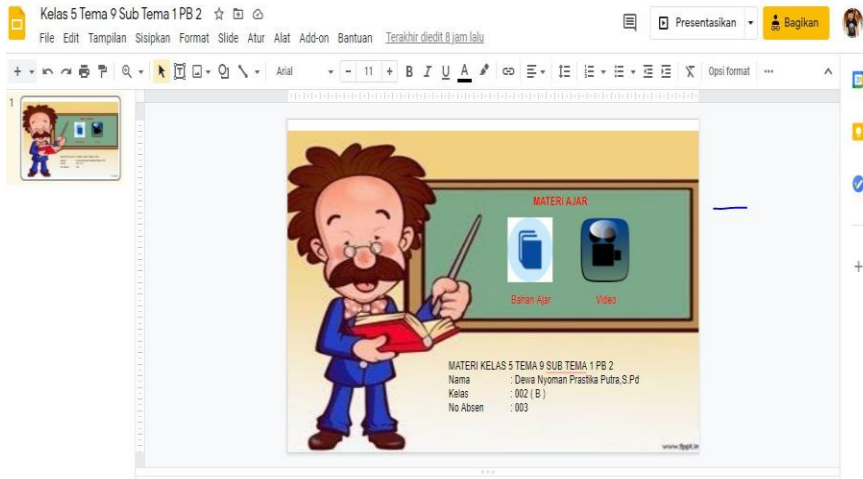 Kelas 5 Tema 9 Sub Tema 1 PB 2
File Edit Tampilan Sisipkan Format Slide Atur Alat Add-on Bantuan Terakhir diedit 8 jam lalu
Presentasikan
Bagikan
Arial - 11 + B I U A Opsi format
1
MATERI AJAR
Bahan Ajar Video
MATERI KELAS 5 TEMA 9 SUB TEMA 1 PB 2
Nama : Dewa Nyoman Prastika Putra,S.Pd
Kelas : 002 ( B )
No Absen : 003
www.fppt.in